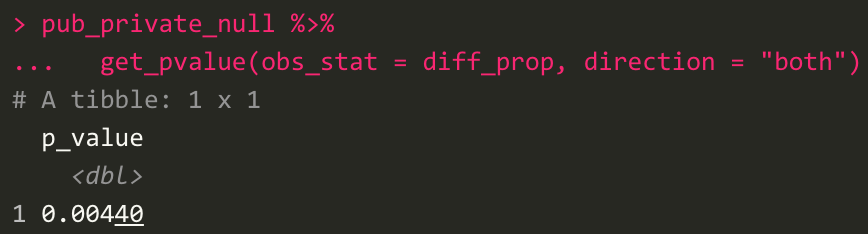 > pub_private_null %>%
...   get_pvalue(obs_stat = diff_prop, direction = "both")
# A tibble: 1 x 1
  p_value
    <dbl>
1 0.00440